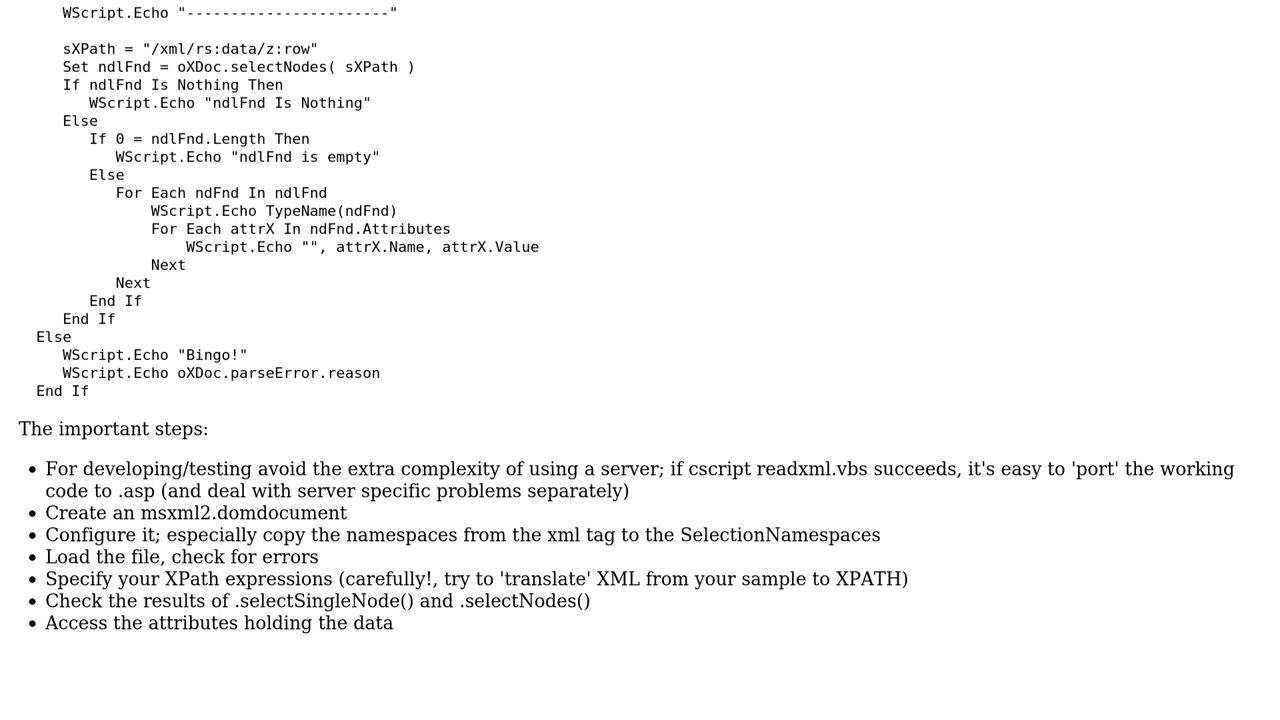 WScript.Echo "-----------------------"
sXPath = "/xml/rs:data/z:row"
Set ndlFnd = oXDoc.selectNodes( sXPath )
If ndlFnd Is Nothing Then
WScript.Echo "ndlFnd Is Nothing"
Else
If 0 = ndlFnd.Length Then
WScript.Echo "ndlFnd is empty"
Else
For Each ndFnd In ndlFnd
WScript.Echo TypeName(ndFnd)
For Each attrX In ndFnd.Attributes
WScript.Echo "", attrX.Name, attrX.Value
Next
Next
End If
End If
Else
WScript.Echo "Bingo!"
WScript.Echo oXDoc.parseError.reason
End If
The important steps:
• For developing/testing avoid the extra complexity of using a server; if cscript readxml.vbs succeeds, it's easy to 'port' the working
code to .asp (and deal with server specific problems separately)
• Create an msxml2.domdocument
• Configure it; especially copy the namespaces from the xml tag to the SelectionNamespaces
• Load the file, check for errors
• Specify your XPath expressions (carefully!, try to 'translate' XML from your sample to XPATH)
• Check the results of .selectSingleNode() and .selectNodes()
• Access the attributes holding the data